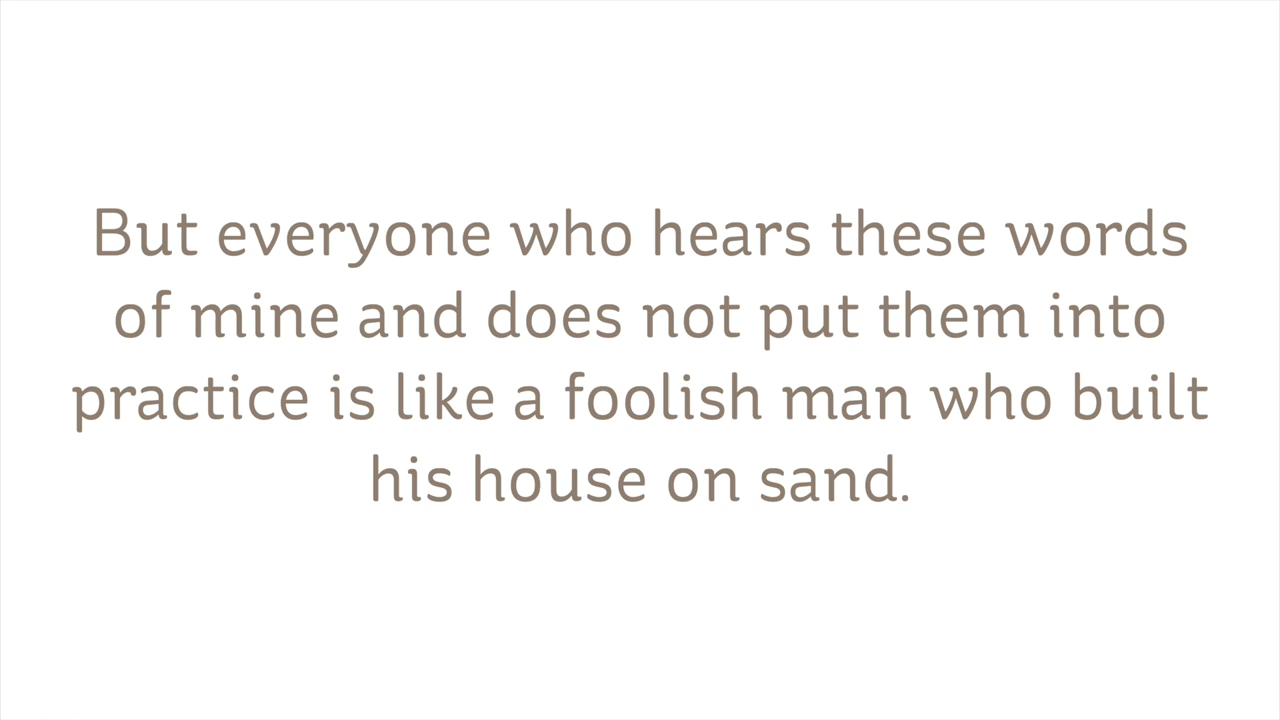 But everyone who hears these words
of mine and does not put them into
practice is like a foolish man who built
his house on sand.